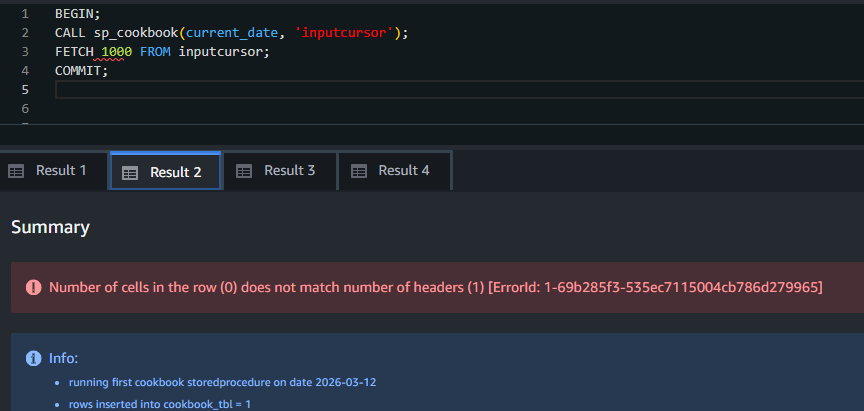 1 BEGIN;
2 CALL sp_cookbook(current_date, 'inputcursor');
3 FETCH 1000 FROM inputcursor;
4 COMMIT;
5
6
Result 1 Result 2 Result 3 Result 4
Summary
Number of cells in the row (0) does not match number of headers (1) [ErrorId: 1-69b285f3-535ec7115004cb786d279965]
Info:
• running first cookbook storedprocedure on date 2026-03-12
• rows inserted into cookbook_tbl = 1